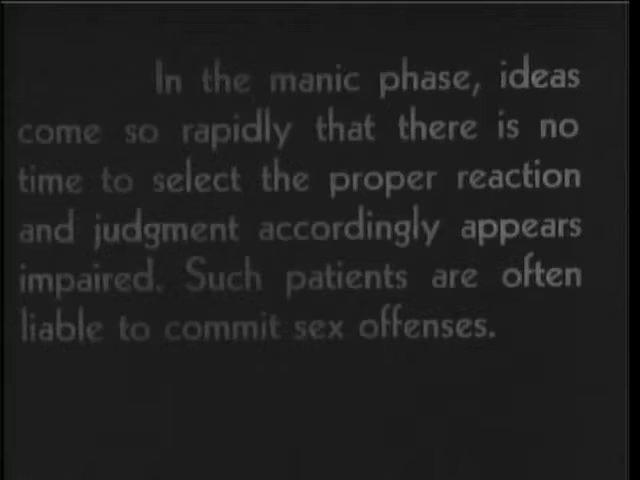 In the manic phase, ideas
come so rapidly that there is no
time to select the proper reaction
and judgment accordingly appears
impaired. Such patients are often
liable to commit sex offenses.